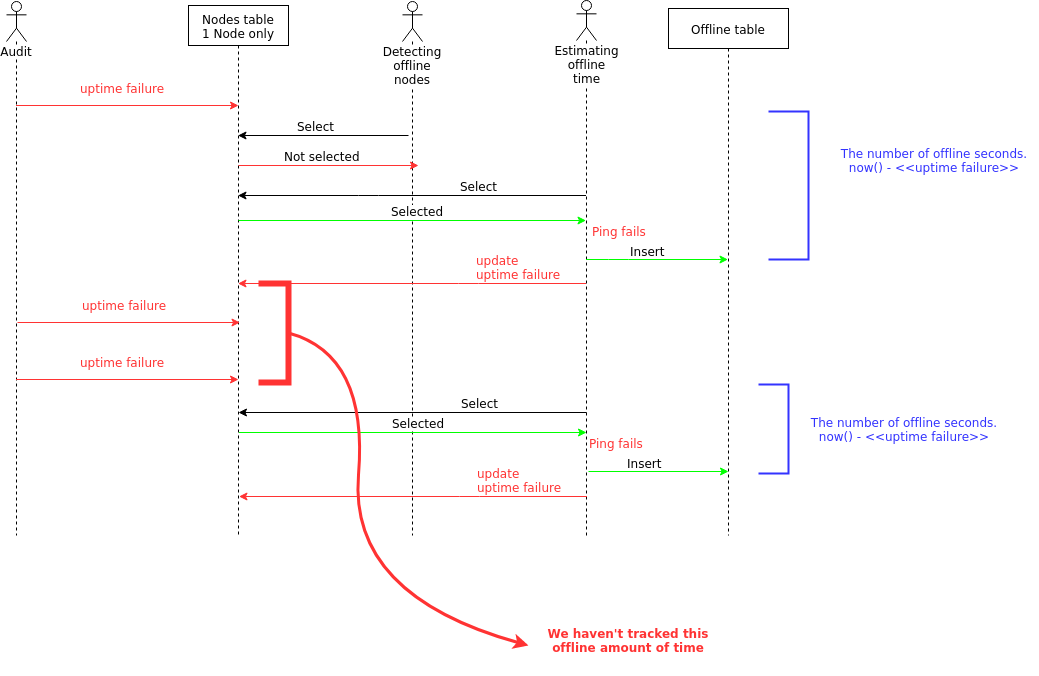 Audit
Nodes table
1 Node only
Detecting
offline
nodes
Estimating
offline
time
Offline table
uptime failure
Select
Not selected
The number of offline seconds.
now() - <<uptime failure>>
Select
Selected
Ping fails
Insert
update
uptime failure
uptime failure
uptime failure
Select
Selected
The number of offline seconds.
now() - <<uptime failure>>
Ping fails
Insert
update
uptime failure
We haven't tracked this
offline amount of time